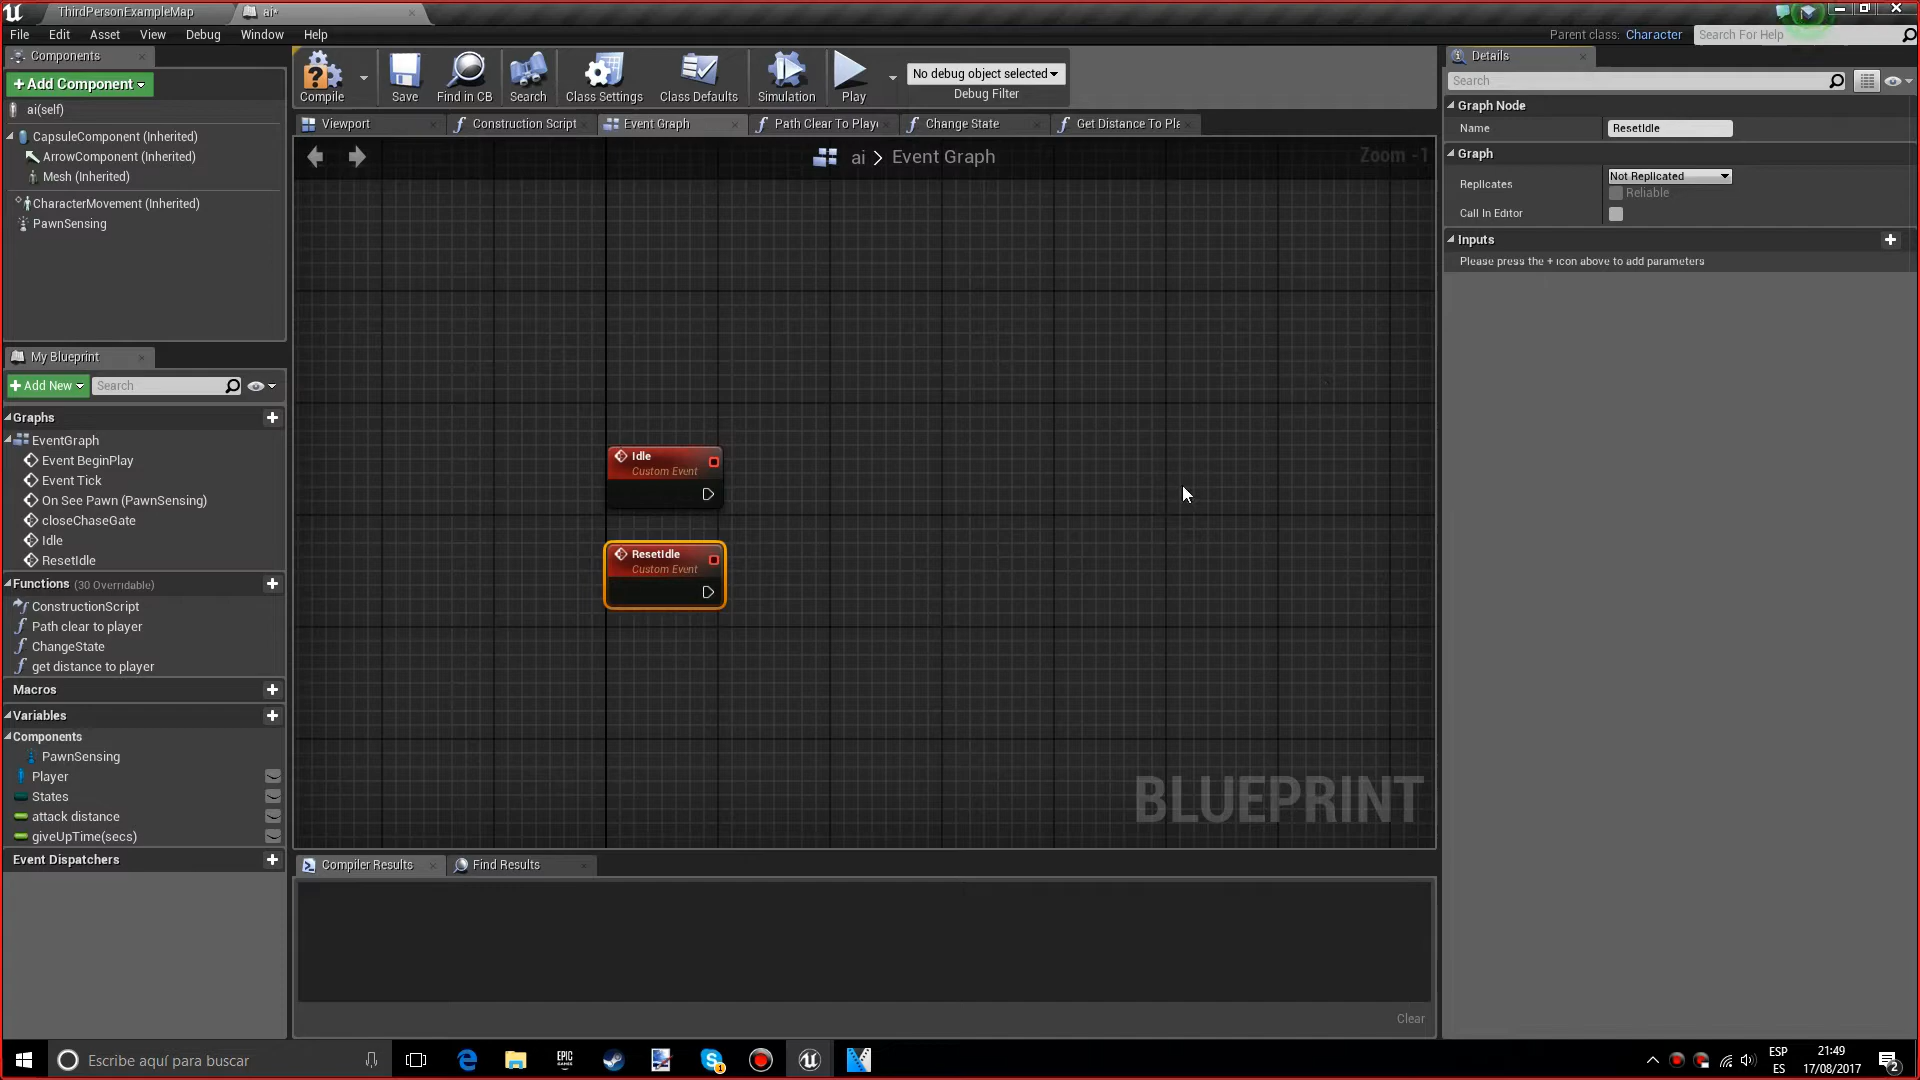 ThirdPersonExampleMap
ai*
File Edit Asset View Debug Window Help
Parent class: Character
Search For Help
Components
+Add Component
ai(self)
CapsuleComponent (Inherited)
ArrowComponent (Inherited)
Mesh (Inherited)
CharacterMovement (Inherited)
PawnSensing
Compile
Save
Find in CB
Search
Class Settings
Class Defaults
Simulation
Play
No debug object selected
Debug Filter
Viewport
Construction Script
Event Graph
Path Clear To Playe
Change State
Get Distance To Pla
ai > Event Graph
Zoom -1
Idle
Custom Event
ResetIdle
Custom Event
BLUEPRINT
My Blueprint
+Add New
Search
Graphs
EventGraph
Event BeginPlay
Event Tick
On See Pawn (PawnSensing)
closeChaseGate
Idle
ResetIdle
Functions (30 Overridable)
ConstructionScript
Path clear to player
ChangeState
get distance to player
Macros
Variables
Components
PawnSensing
Player
States
attack distance
giveUpTime(secs)
Event Dispatchers
Compiler Results
Find Results
Clear
Details
Search
Graph Node
Name
ResetIdle
Graph
Replicates
Not Replicated
Reliable
Call In Editor
Inputs
Please press the + icon above to add parameters
Escribe aquí para buscar
EPIC GAMES
1
ESP
ES
21:49
17/08/2017
2